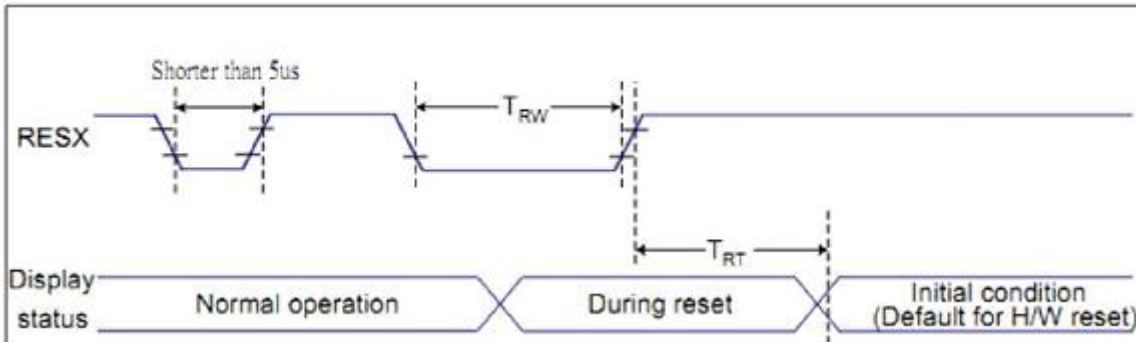 Shorter than 5us
RESX
TRW
TRT
Display
status
Normal operation
During reset
Initial condition
(Default for H/W reset)